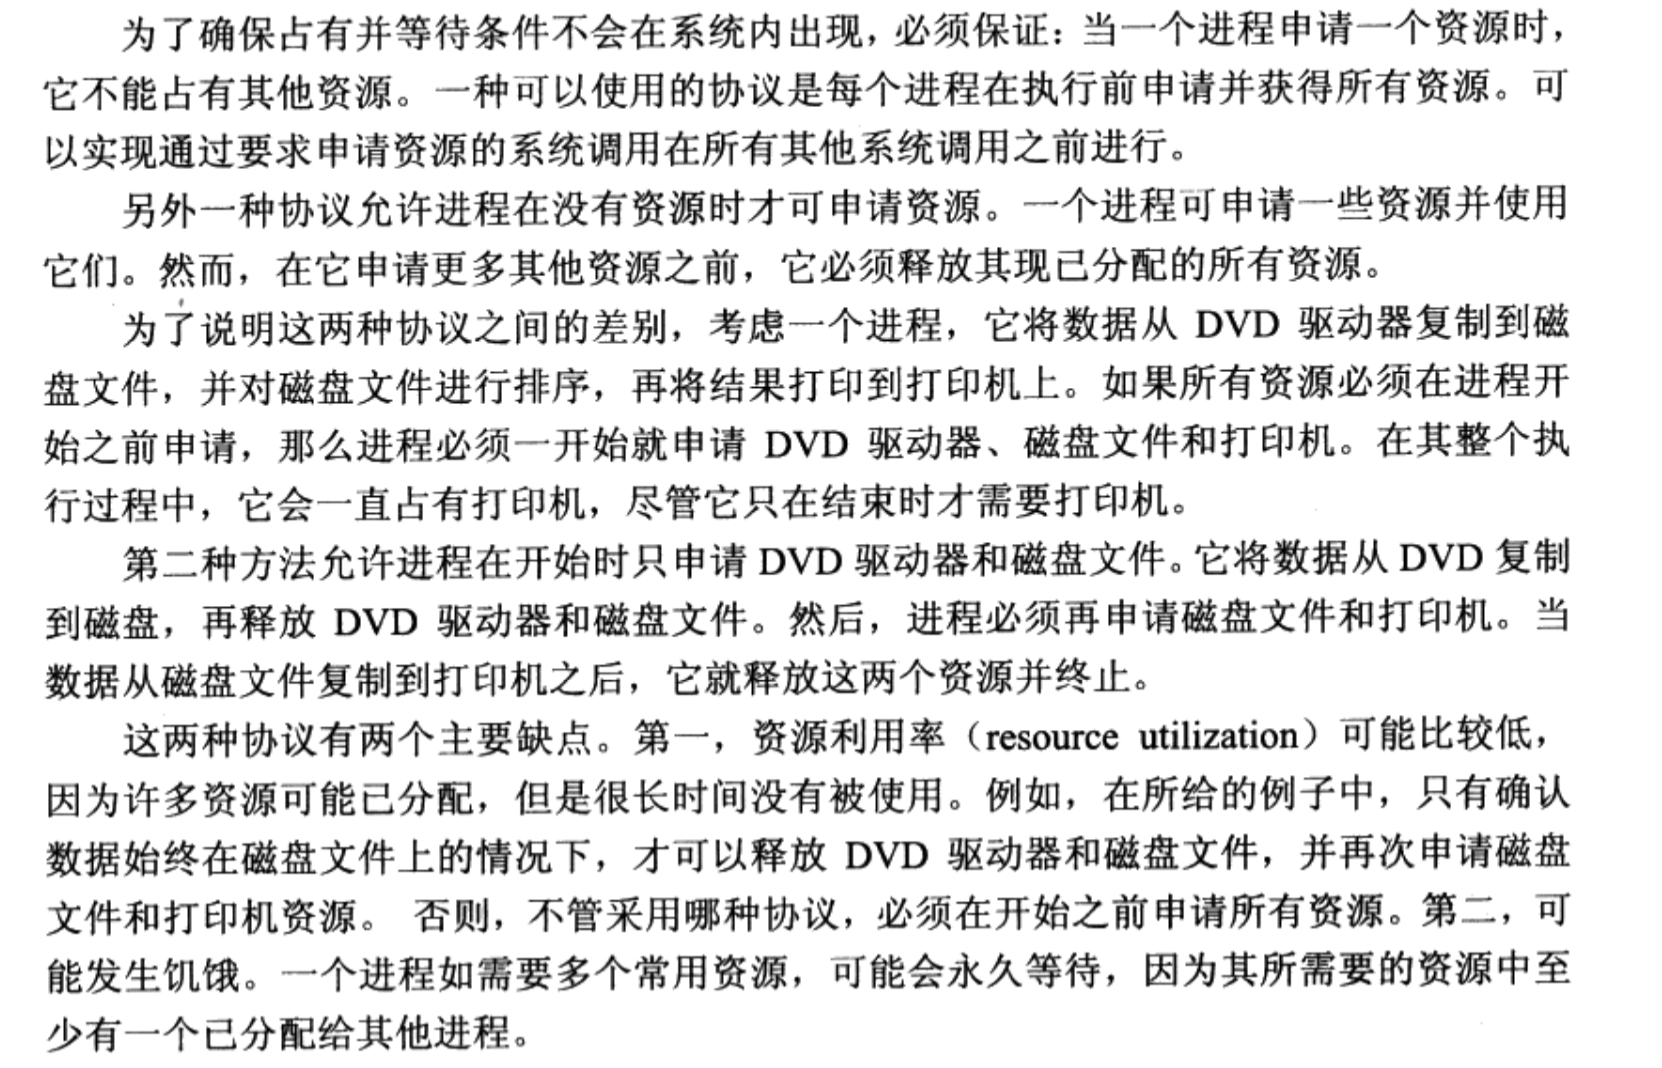 为了确保占有并等待条件不会在系统内出现，必须保证：当一个进程申请一个资源时，
它不能占有其他资源。一种可以使用的协议是每个进程在执行前申请并获得所有资源。可
以实现通过要求申请资源的系统调用在所有其他系统调用之前进行。
另外一种协议允许进程在没有资源时才可申请资源。一个进程可申请一些资源并使用
它们。然而，在它申请更多其他资源之前，它必须释放其现已分配的所有资源。
为了说明这两种协议之间的差别，考虑一个进程，它将数据从 DVD 驱动器复制到磁
盘文件，并对磁盘文件进行排序，再将结果打印到打印机上。如果所有资源必须在进程开
始之前申请，那么进程必须一开始就申请 DVD 驱动器、磁盘文件和打印机。在其整个执
行过程中，它会一直占有打印机，尽管它只在结束时才需要打印机。
第二种方法允许进程在开始时只申请 DVD 驱动器和磁盘文件。它将数据从 DVD 复制
到磁盘，再释放 DVD 驱动器和磁盘文件。然后，进程必须再申请磁盘文件和打印机。当
数据从磁盘文件复制到打印机之后，它就释放这两个资源并终止。
这两种协议有两个主要缺点。第一，资源利用率（resource utilization）可能比较低，
因为许多资源可能已分配，但是很长时间没有被使用。例如，在所给的例子中，只有确认
数据始终在磁盘文件上的情况下，才可以释放 DVD 驱动器和磁盘文件，并再次申请磁盘
文件和打印机资源。 否则，不管采用哪种协议，必须在开始之前申请所有资源。第二，可
能发生饥饿。一个进程如需要多个常用资源，可能会永久等待，因为其所需要的资源中至
少有一个已分配给其他进程。